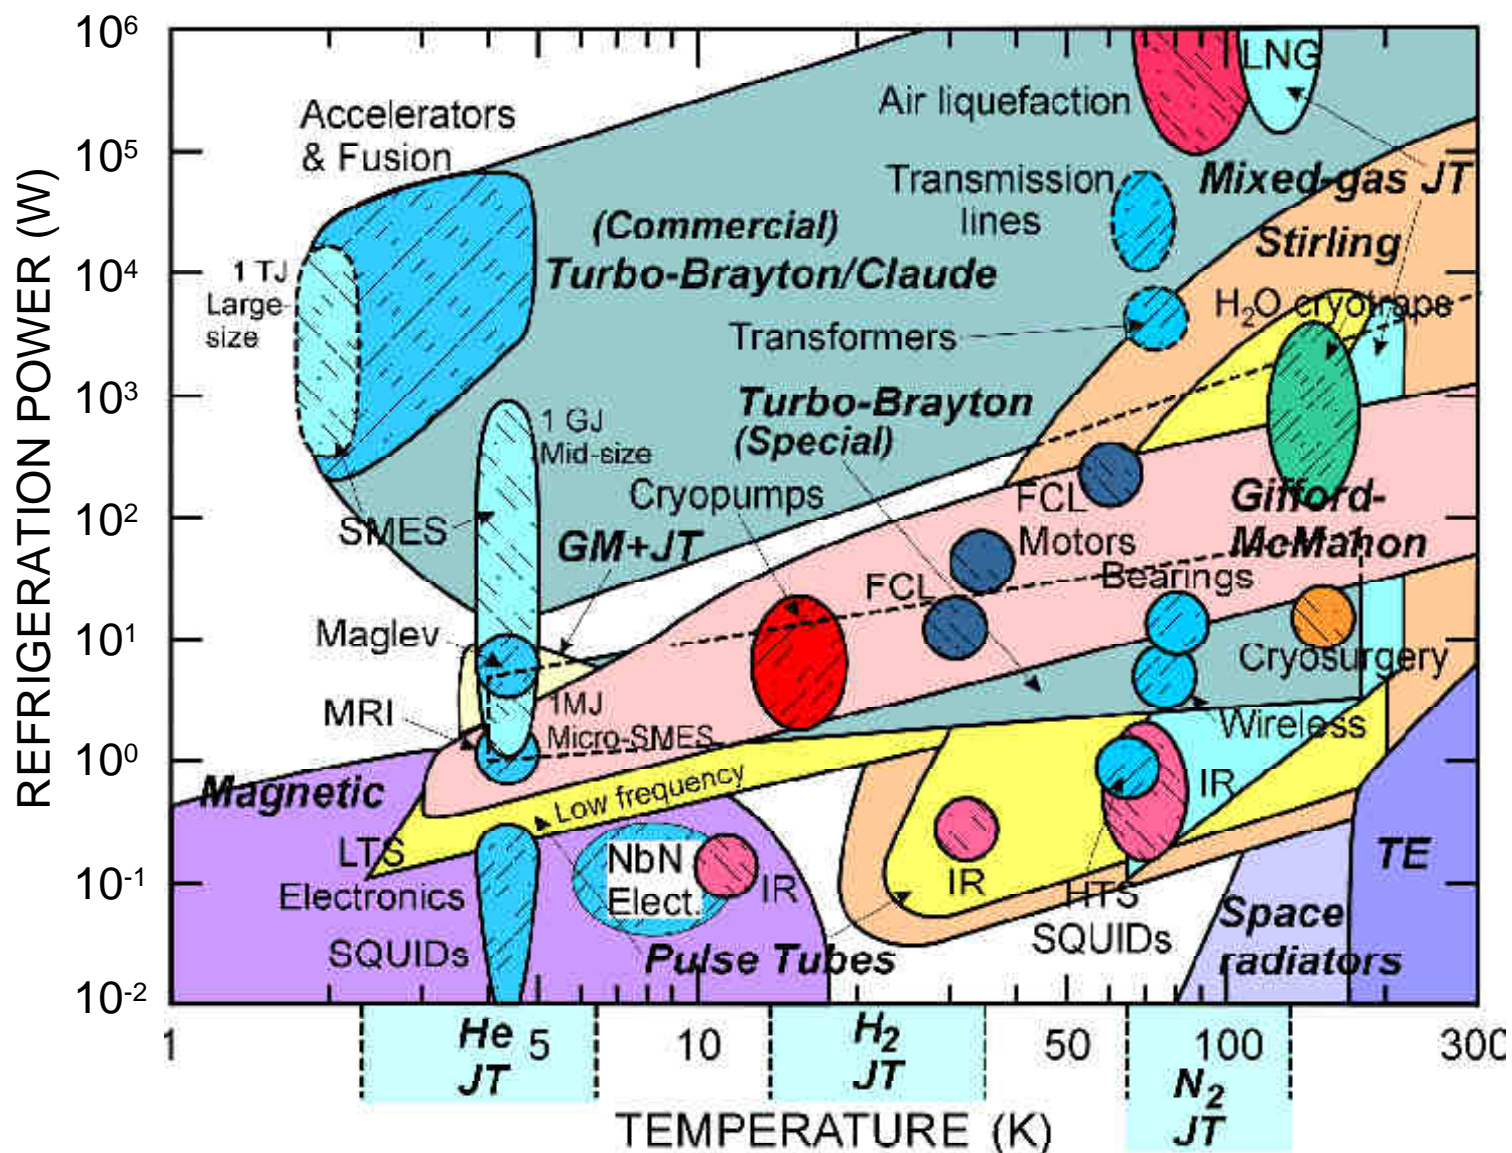 10⁶
10⁵
10⁴
10³
10²
10¹
10⁰
10⁻¹
10⁻²
REFRIGERATION POWER (W)
Accelerators
& Fusion
Air liquefaction
LNG
Transmission
lines
Mixed-gas JT
(Commercial)
Turbo-Brayton/Claude
Stirling
1 TJ
Large-
size
H₂O cryotraps
Transformers
Turbo-Brayton
(Special)
1 GJ
Mid-size
Cryopumps
SMES
GM+JT
FCL
Motors
Gifford-
McMahon
FCL
Bearings
Maglev
Cryosurgery
MRI
1MJ
Micro-SMES
Wireless
Magnetic
Low frequency
IR
LTS
Electronics
SQUIDs
NbN
Elect.
IR
IR
HTS
SQUIDs
TE
Space
radiators
Pulse Tubes
1
5
10
50
100
300
He
JT
H₂
JT
N₂
JT
TEMPERATURE (K)